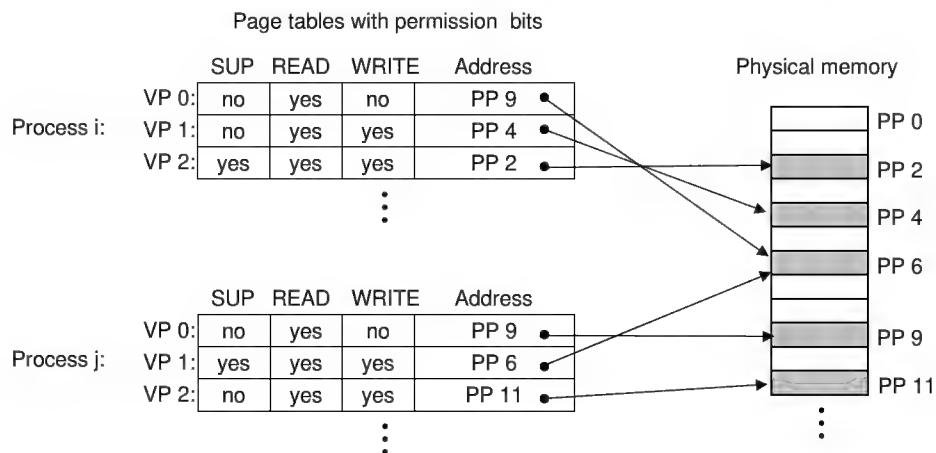 Page tables with permission bits
SUP READ WRITE Address
Physical memory
Process i:
VP 0: no yes no PP 9
VP 1: no yes yes PP 4
VP 2: yes yes yes PP 2
SUP READ WRITE Address
Process j:
VP 0: no yes no PP 9
VP 1: yes yes yes PP 6
VP 2: no yes yes PP 11
PP 0
PP 2
PP 4
PP 6
PP 9
PP 11